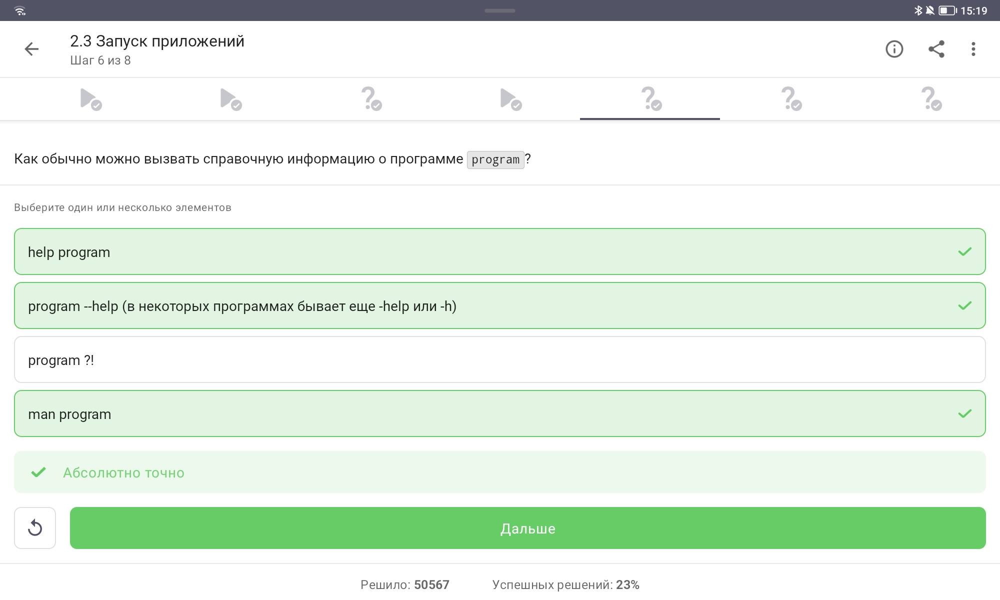 15:19
2.3 Запуск приложений
Шаг 6 из 8
Как обычно можно вызвать справочную информацию о программе program?
Выберите один или несколько элементов
help program
program --help (в некоторых программах бывает еще -help или -h)
program ?!
man program
Абсолютно точно
Дальше
Решило: 50567 Успешных решений: 23%